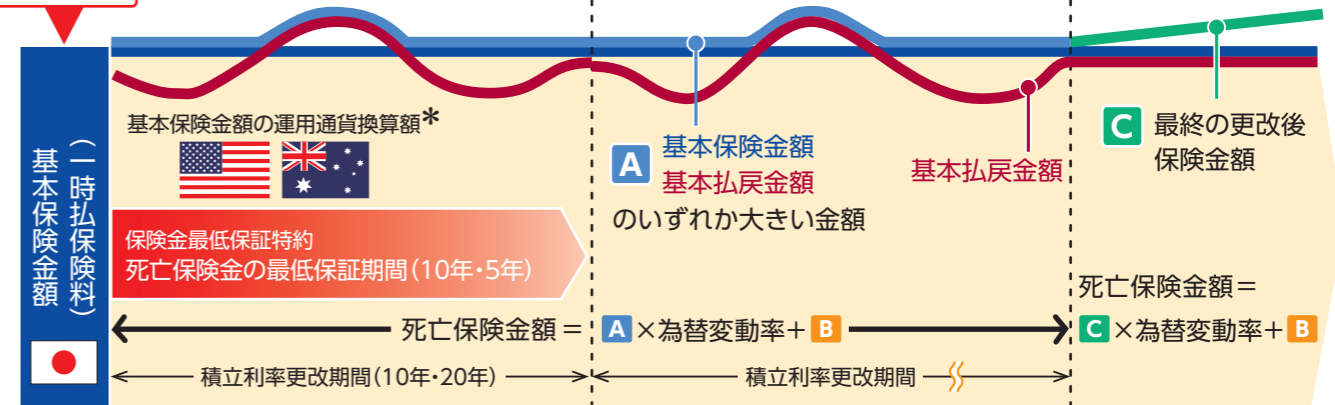 基本保険金額
(一時払保険料)
基本保険金額の運用通貨換算額*
保険金最低保証特約
死亡保険金の最低保証期間(10年・5年)
A 基本保険金額
基本払戻金額
のいずれか大きい金額
基本払戻金額
C 最終の更改後
保険金額
死亡保険金額= A×為替変動率+B
死亡保険金額=
C×為替変動率+B
積立利率更改期間(10年・20年)
積立利率更改期間